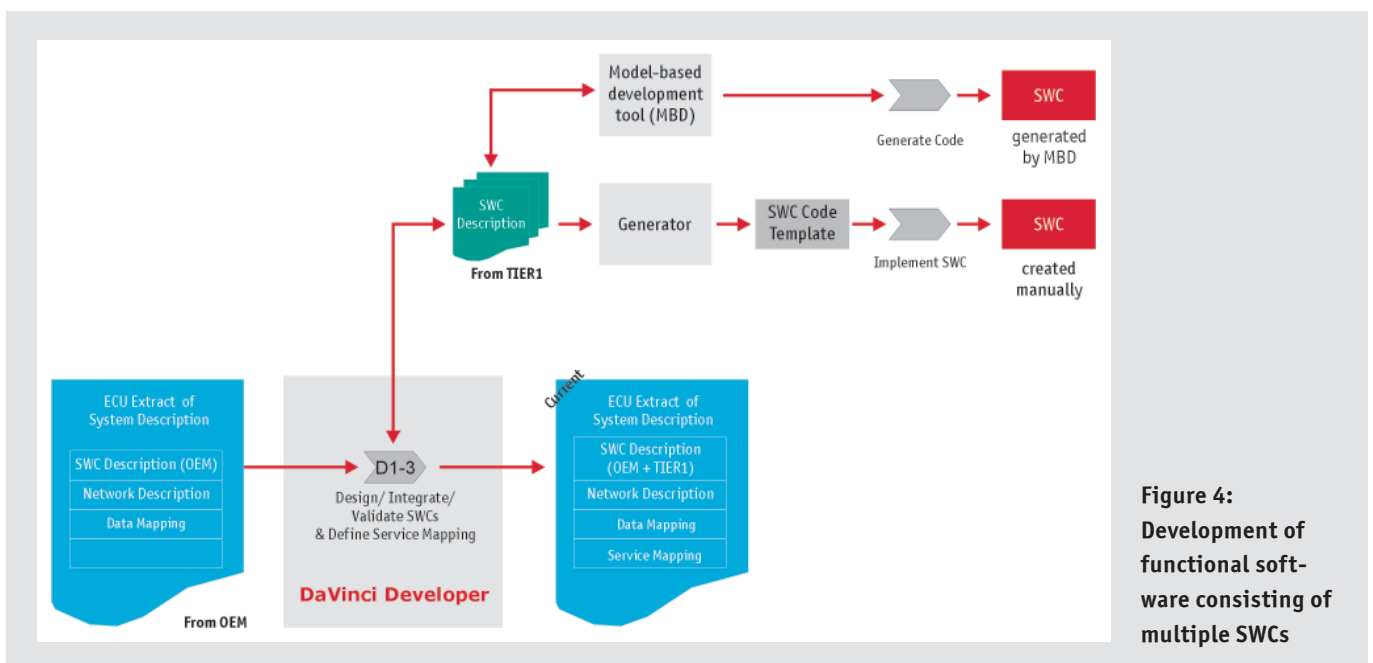 Model-based
development
tool (MBD)
Generate Code
SWC
generated
by MBD
SWC
Description
From TIER1
Generator
SWC Code
Template
Implement SWC
SWC
created
manually
ECU Extract of
System Description
SWC Description (OEM)
Network Description
Data Mapping
From OEM
D1-3
Design/ Integrate/
Validate SWCs
& Define Service Mapping
DaVinci Developer
Current
ECU Extract of
System Description
SWC Description
(OEM + TIER1)
Network Description
Data Mapping
Service Mapping
Figure 4:
Development of
functional soft-
ware consisting of
multiple SWCs